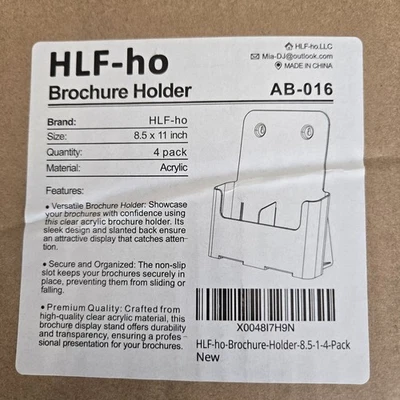 HLF-ho
Brochure Holder
HLF-ho.LLC
Mia-DJ@outlook.com
MADE IN CHINA
AB-016
Brand: HLF-ho
Size: 8.5 x 11 inch
Quantity: 4 pack
Material: Acrylic
Features:
• Versatile Brochure Holder: Showcase
your brochures with confidence using
this clear acrylic brochure holder. Its
sleek design and slanted back ensure
an attractive display that catches atten-
tion.
• Secure and Organized: The non-slip
slot keeps your brochures securely in
place, preventing them from sliding or
falling.
• Premium Quality: Crafted from
high-quality clear acrylic material, this
brochure display stand offers durability
and transparency, ensuring a profes-
sional presentation for your brochures.
X0048I7H9N
HLF-ho-Brochure-Holder-8.5-1-4-Pack
New